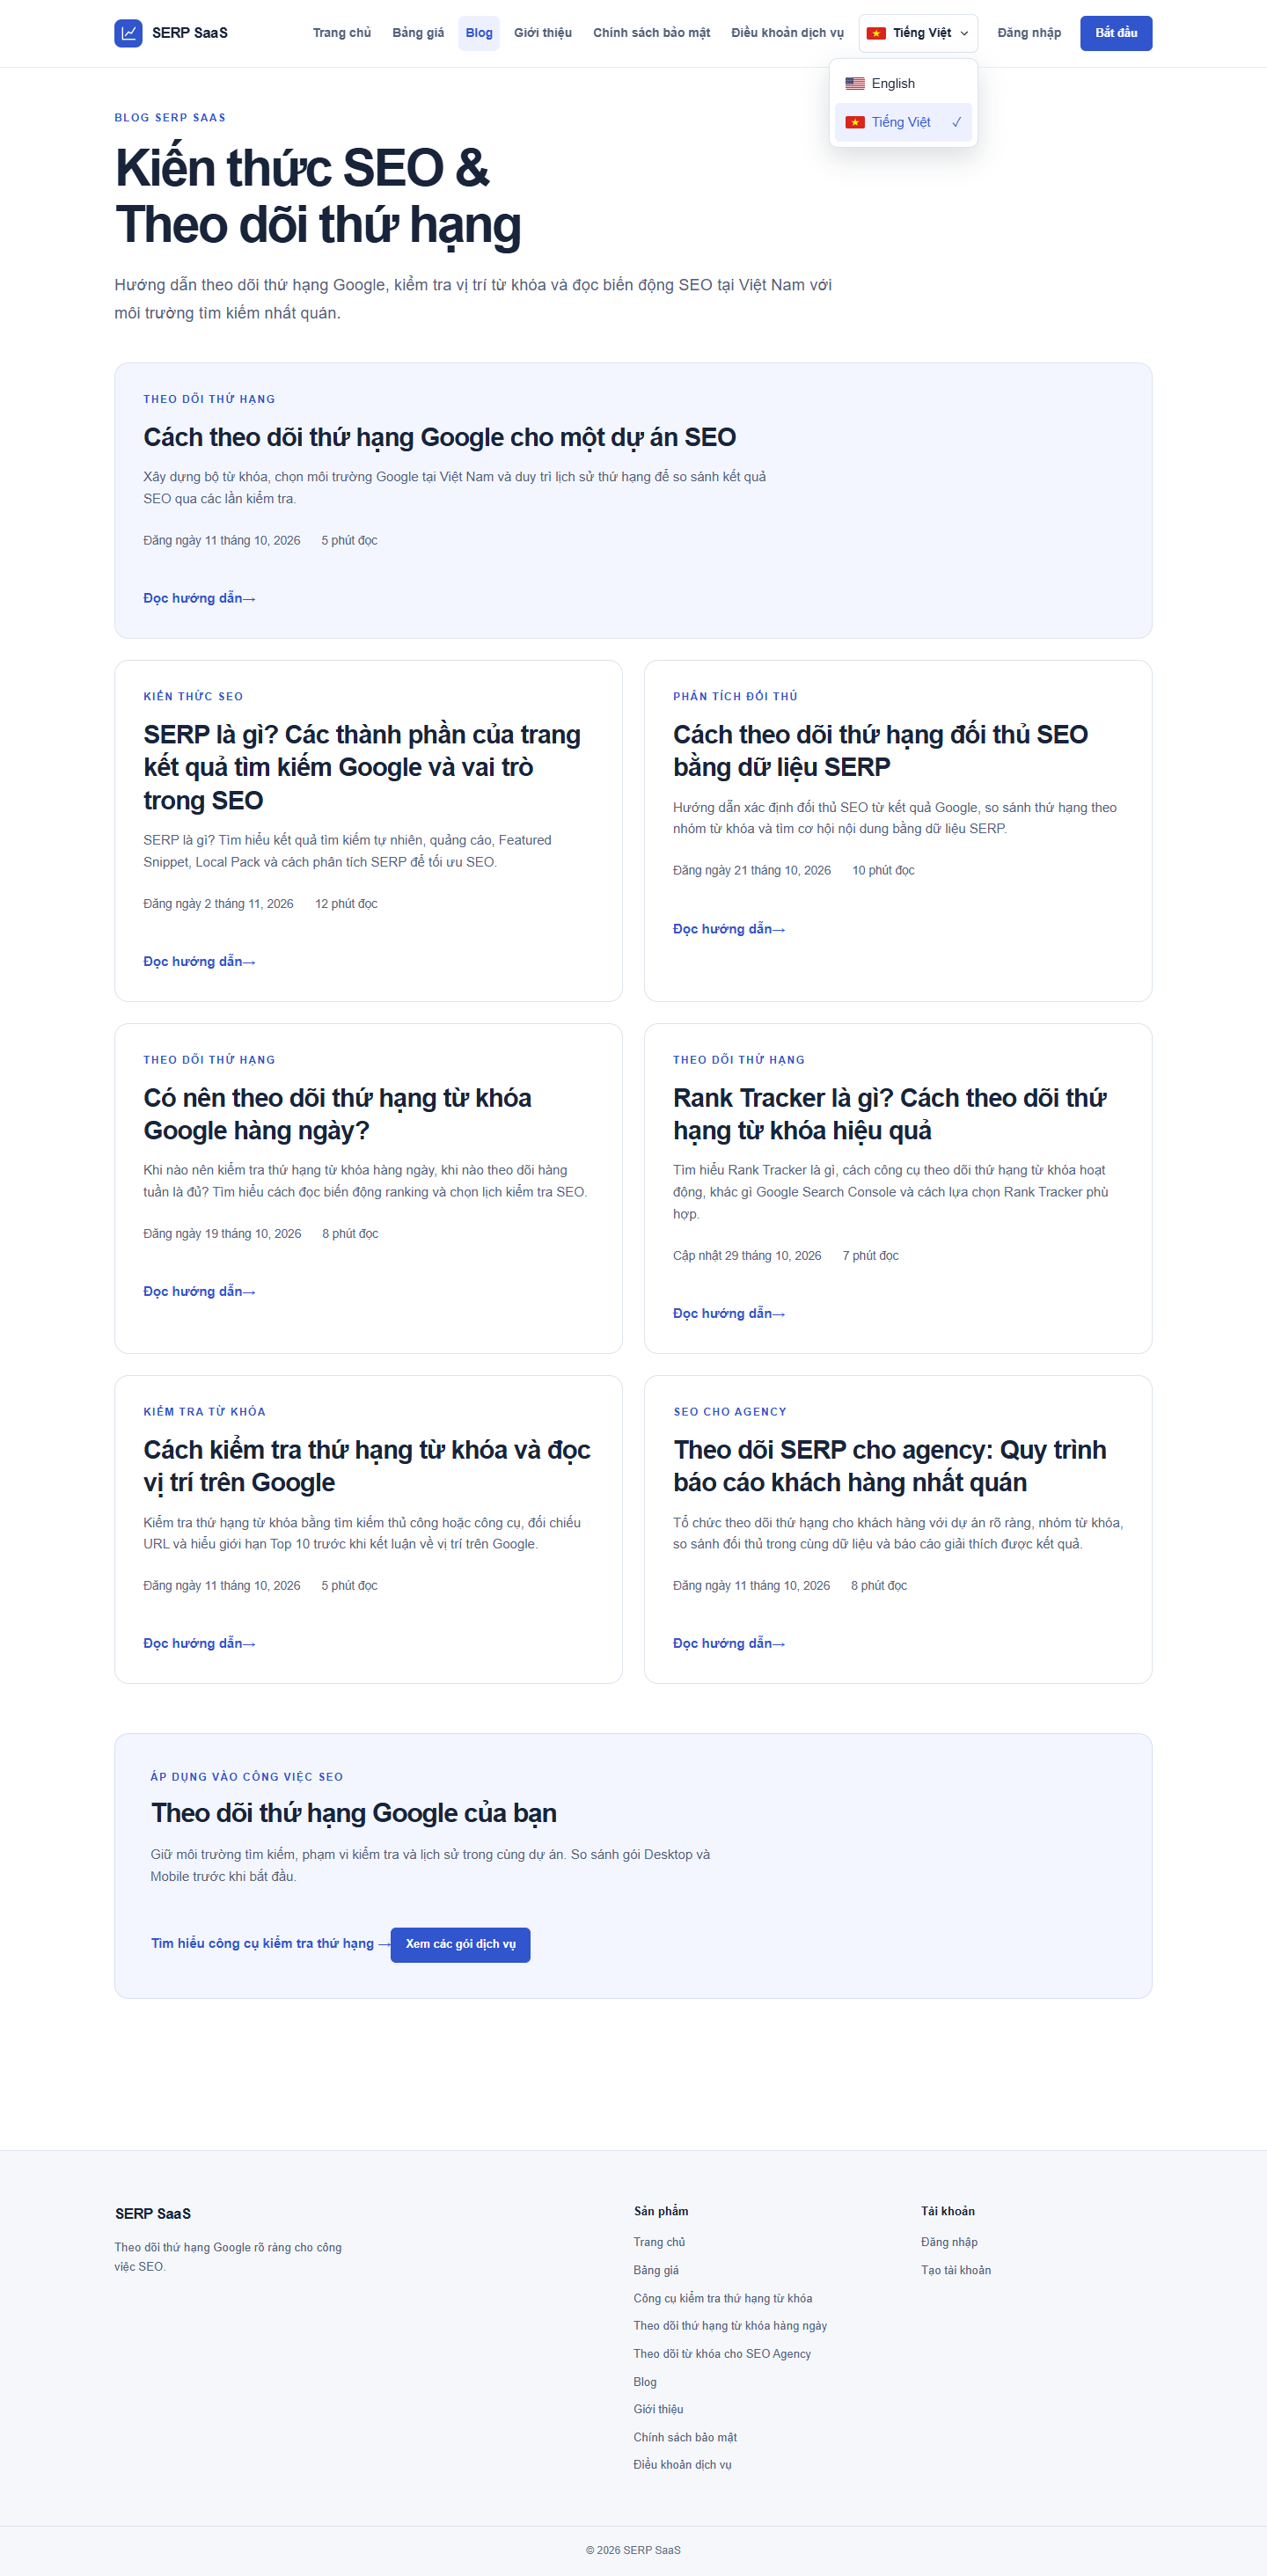 SERP SaaS
Trang chủ
Bảng giá
Blog
Giới thiệu
Chính sách bảo mật
Điều khoản dịch vụ
Tiếng Việt
Đăng nhập
Bắt đầu
English
Tiếng Việt ✓
BLOG SERP SAAS
Kiến thức SEO &
Theo dõi thứ hạng
Hướng dẫn theo dõi thứ hạng Google, kiểm tra vị trí từ khóa và đọc biến động SEO tại Việt Nam với
môi trường tìm kiếm nhất quán.
THEO DÕI THỨ HẠNG
Cách theo dõi thứ hạng Google cho một dự án SEO
Xây dựng bộ từ khóa, chọn môi trường Google tại Việt Nam và duy trì lịch sử thứ hạng để so sánh kết quả
SEO qua các lần kiểm tra.
Đăng ngày 11 tháng 10, 2026 5 phút đọc
Đọc hướng dẫn→
KIẾN THỨC SEO
SERP là gì? Các thành phần của trang
kết quả tìm kiếm Google và vai trò
trong SEO
SERP là gì? Tìm hiểu kết quả tìm kiếm tự nhiên, quảng cáo, Featured
Snippet, Local Pack và cách phân tích SERP để tối ưu SEO.
Đăng ngày 2 tháng 11, 2026 12 phút đọc
Đọc hướng dẫn→
PHÂN TÍCH ĐỐI THỦ
Cách theo dõi thứ hạng đối thủ SEO
bằng dữ liệu SERP
Hướng dẫn xác định đối thủ SEO từ kết quả Google, so sánh thứ hạng theo
nhóm từ khóa và tìm cơ hội nội dung bằng dữ liệu SERP.
Đăng ngày 21 tháng 10, 2026 10 phút đọc
Đọc hướng dẫn→
THEO DÕI THỨ HẠNG
Có nên theo dõi thứ hạng từ khóa
Google hàng ngày?
Khi nào nên kiểm tra thứ hạng từ khóa hàng ngày, khi nào theo dõi hàng
tuần là đủ? Tìm hiểu cách đọc biến động ranking và chọn lịch kiểm tra SEO.
Đăng ngày 19 tháng 10, 2026 8 phút đọc
Đọc hướng dẫn→
THEO DÕI THỨ HẠNG
Rank Tracker là gì? Cách theo dõi thứ
hạng từ khóa hiệu quả
Tìm hiểu Rank Tracker là gì, cách công cụ theo dõi thứ hạng từ khóa hoạt
động, khác gì Google Search Console và cách lựa chọn Rank Tracker phù
hợp.
Cập nhật 29 tháng 10, 2026 7 phút đọc
Đọc hướng dẫn→
KIỂM TRA TỪ KHÓA
Cách kiểm tra thứ hạng từ khóa và đọc
vị trí trên Google
Kiểm tra thứ hạng từ khóa bằng tìm kiếm thủ công hoặc công cụ, đối chiếu
URL và hiểu giới hạn Top 10 trước khi kết luận về vị trí trên Google.
Đăng ngày 11 tháng 10, 2026 5 phút đọc
Đọc hướng dẫn→
SEO CHO AGENCY
Theo dõi SERP cho agency: Quy trình
báo cáo khách hàng nhất quán
Tổ chức theo dõi thứ hạng cho khách hàng với dự án rõ ràng, nhóm từ khóa,
so sánh đối thủ trong cùng dữ liệu và báo cáo giải thích được kết quả.
Đăng ngày 11 tháng 10, 2026 8 phút đọc
Đọc hướng dẫn→
ÁP DỤNG VÀO CÔNG VIỆC SEO
Theo dõi thứ hạng Google của bạn
Giữ môi trường tìm kiếm, phạm vi kiểm tra và lịch sử trong cùng dự án. So sánh gói Desktop và
Mobile trước khi bắt đầu.
Tìm hiểu công cụ kiểm tra thứ hạng →
Xem các gói dịch vụ
SERP SaaS
Theo dõi thứ hạng Google rõ ràng cho công
việc SEO.
Sản phẩm
Trang chủ
Bảng giá
Công cụ kiểm tra thứ hạng từ khóa
Theo dõi thứ hạng từ khóa hàng ngày
Theo dõi từ khóa cho SEO Agency
Blog
Giới thiệu
Chính sách bảo mật
Điều khoản dịch vụ
Tài khoản
Đăng nhập
Tạo tài khoản
© 2026 SERP SaaS